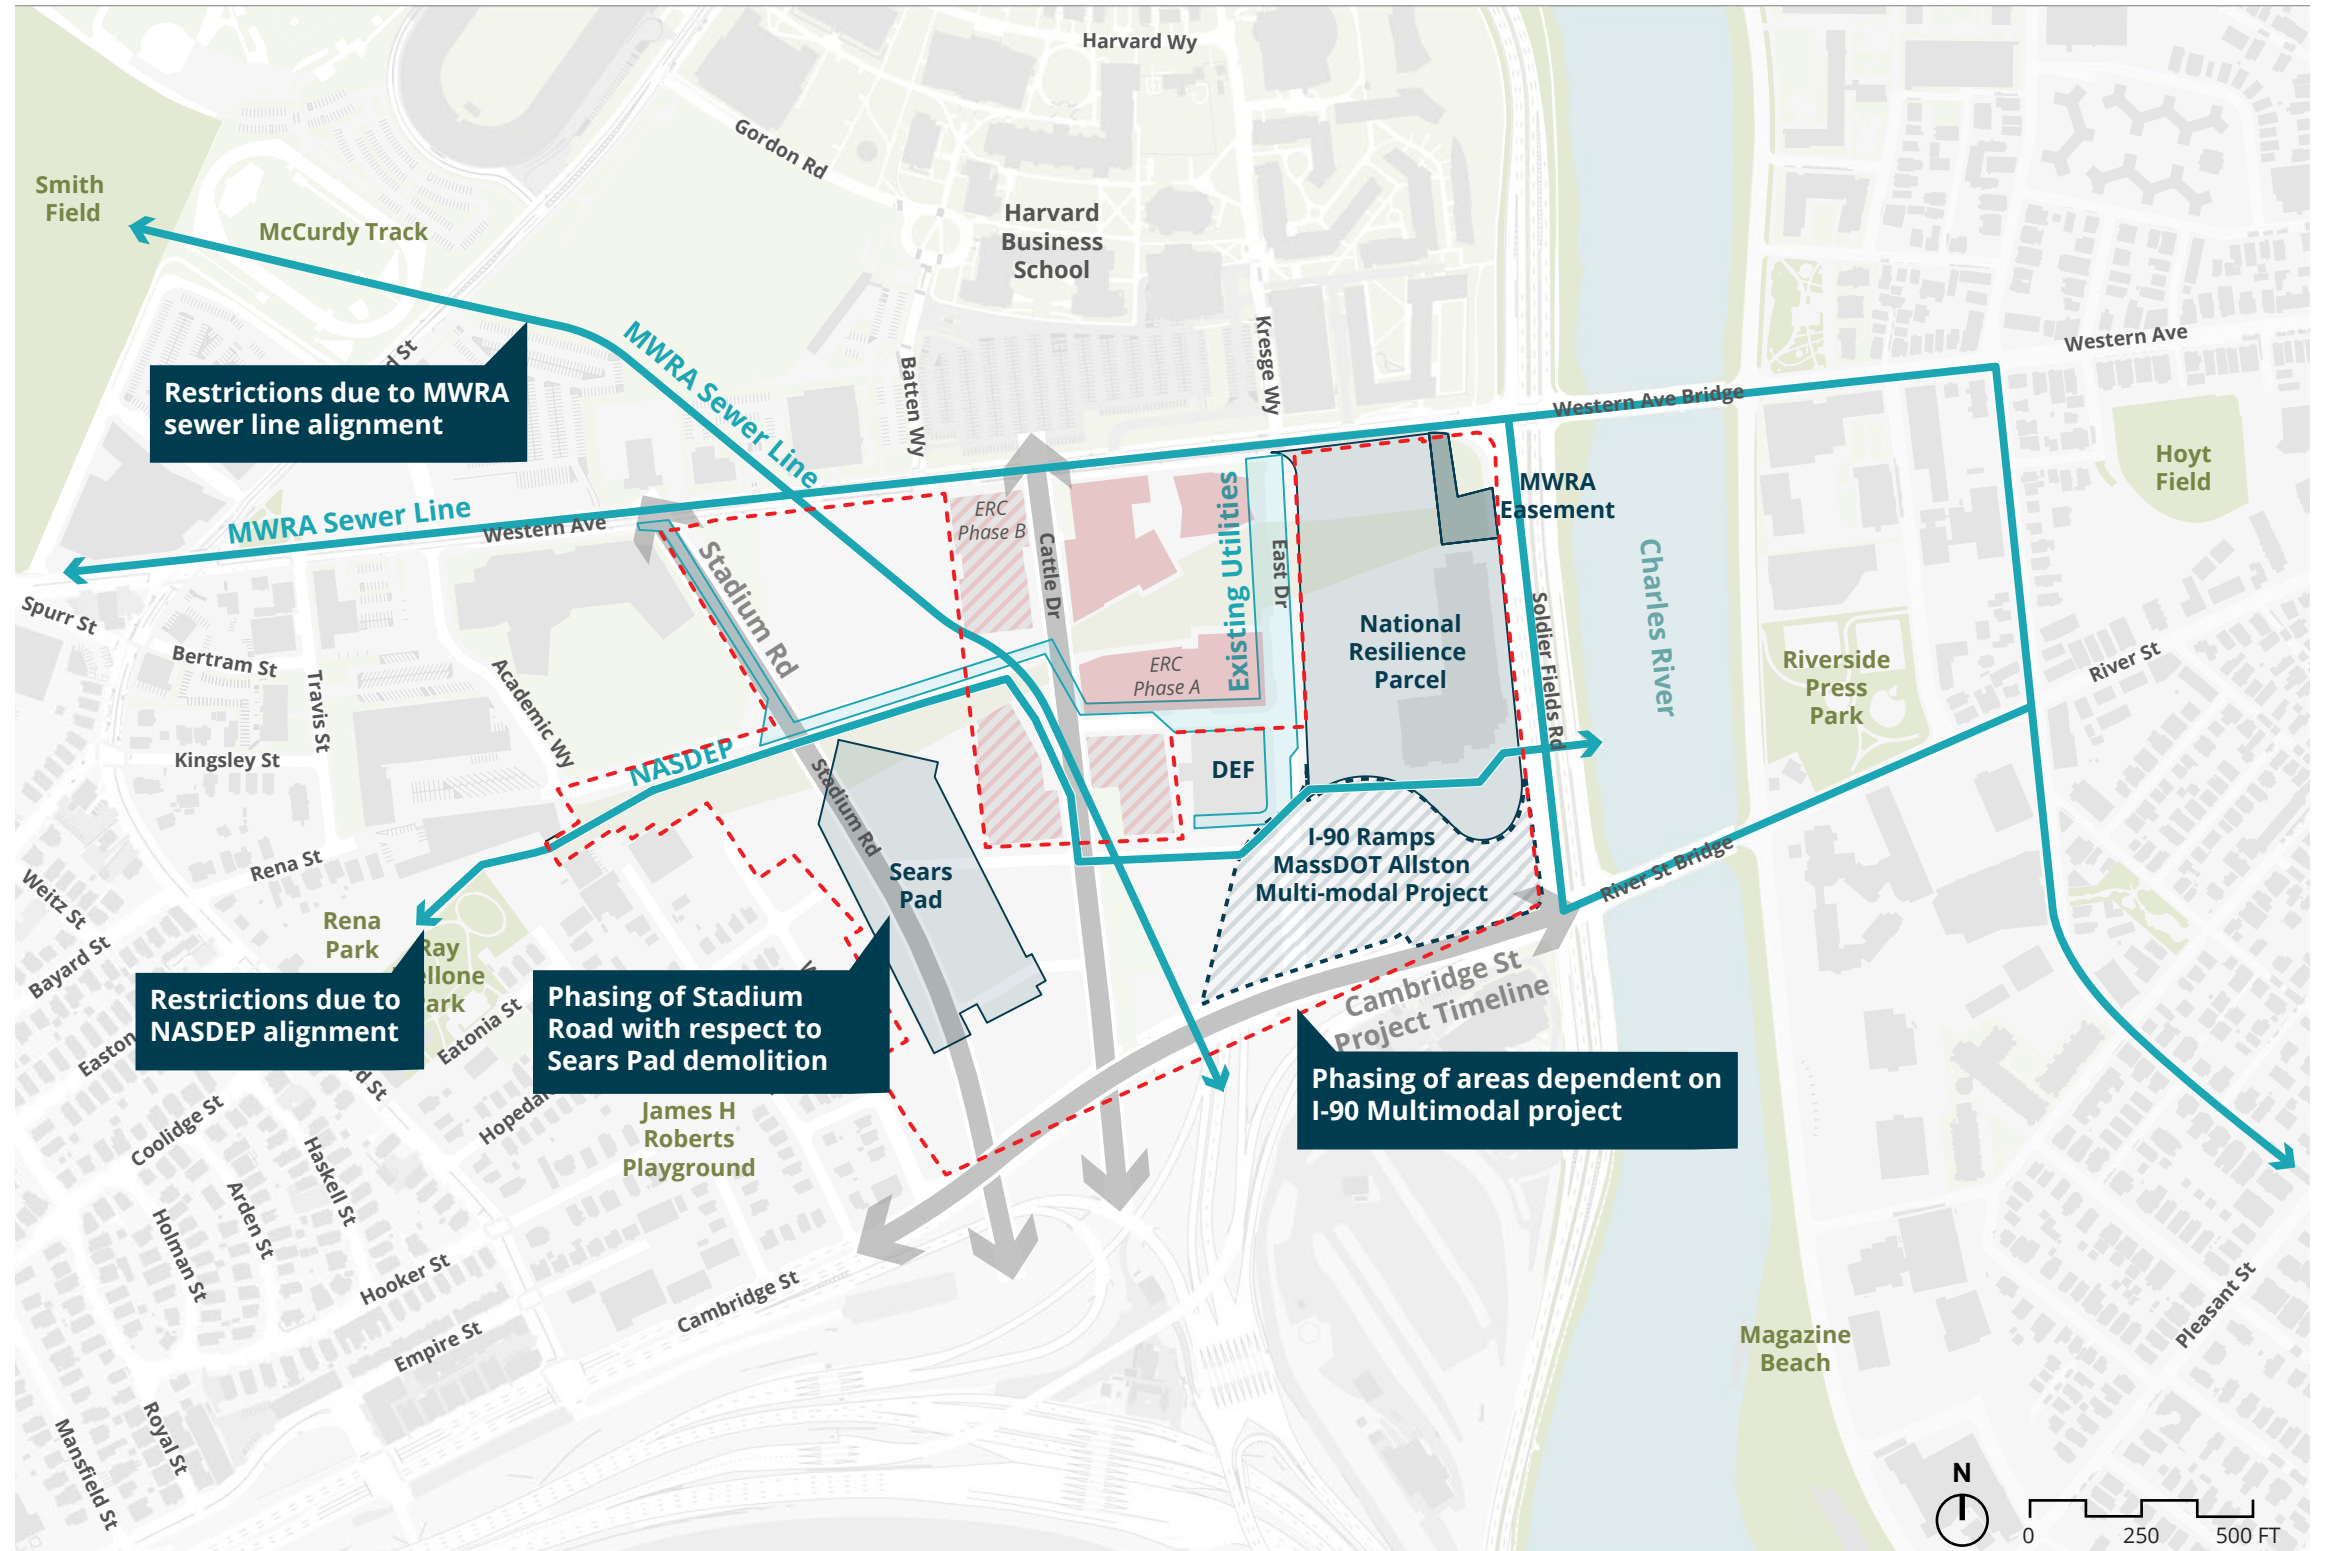 Harvard Wy
Gordon Rd
Smith
Field
McCurdy Track
Harvard
Business
School
MWRA Sewer Line
Kresge Wy
Batten Wy
d St
Restrictions due to MWRA
sewer line alignment
Western Ave
Western Ave Bridge
Hoyt
Field
MWRA Sewer Line
Western Ave
ERC
Phase B
Cattle Dr
Existing Utilities
East Dr
MWRA
Easement
Charles River
Stadium Rd
Spurr St
Bertram St
Travis St
Academic Wy
Kingsley St
ERC
Phase A
National
Resilience
Parcel
Soldier Fields Rd
Riverside
Press
Park
River St
NASDEP
Stadium Rd
DEF
I-90 Ramps
MassDOT Allston
Multi-modal Project
River St Bridge
Sears
Pad
Rena St
Weitz St
Rena
Park
Ray
ellone
ark
Bayard St
Restrictions due to
NASDEP alignment
Phasing of Stadium
Road with respect to
Sears Pad demolition
Cambridge St
Project Timeline
Phasing of areas dependent on
I-90 Multimodal project
Easton
Eatonia St
rd St
Hopeda
Coolidge St
James H
Roberts
Playground
Haskell St
Arden St
Holman St
Hooker St
Cambridge St
Empire St
Royal St
Mansfield St
Magazine
Beach
Pleasant St
N
0 250 500 FT